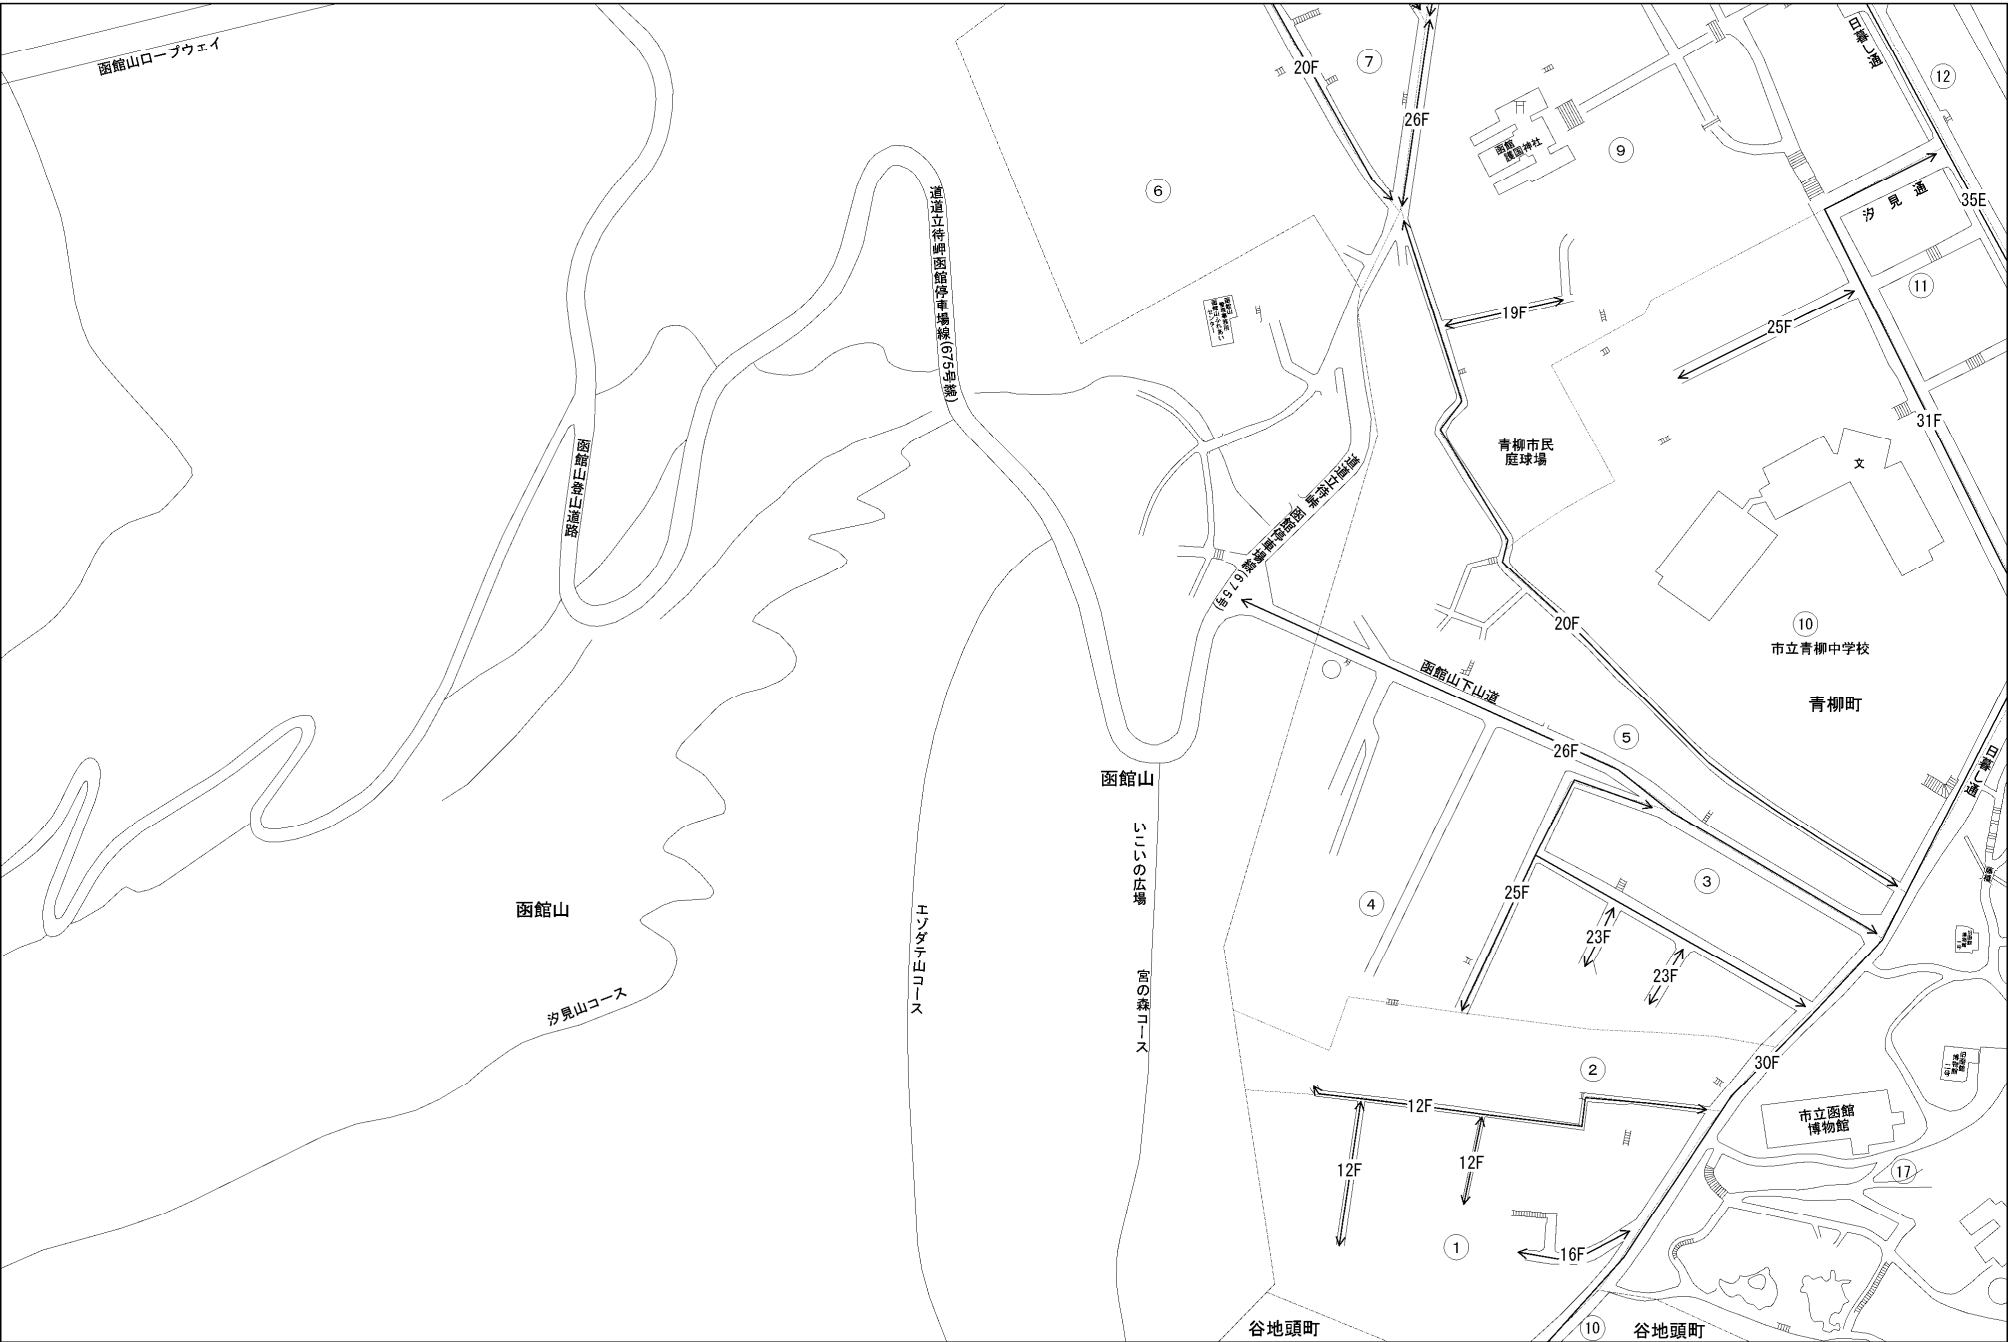 函館山ロープウェイ
20F
⑦
26F
⑥
函館
護国神社
⑨
日暮し通
⑫
汐見通
35E
⑪
道道立待岬函館停車場線(675号線)
19F
25F
31F
函館山登山道路
青柳市民
庭球場
文
道道立待峠 函館停車場線(675号)
20F
⑩
市立青柳中学校
青柳町
函館山下山道
⑤
26F
日暮し通
函館山
いこいの広場
③
25F
④
23F
23F
函館山
エゾダテ山コース
宮の森コース
汐見山コース
②
30F
12F
市立函館
博物館
12F
12F
⑰
①
16F
谷地頭町
⑩
谷地頭町